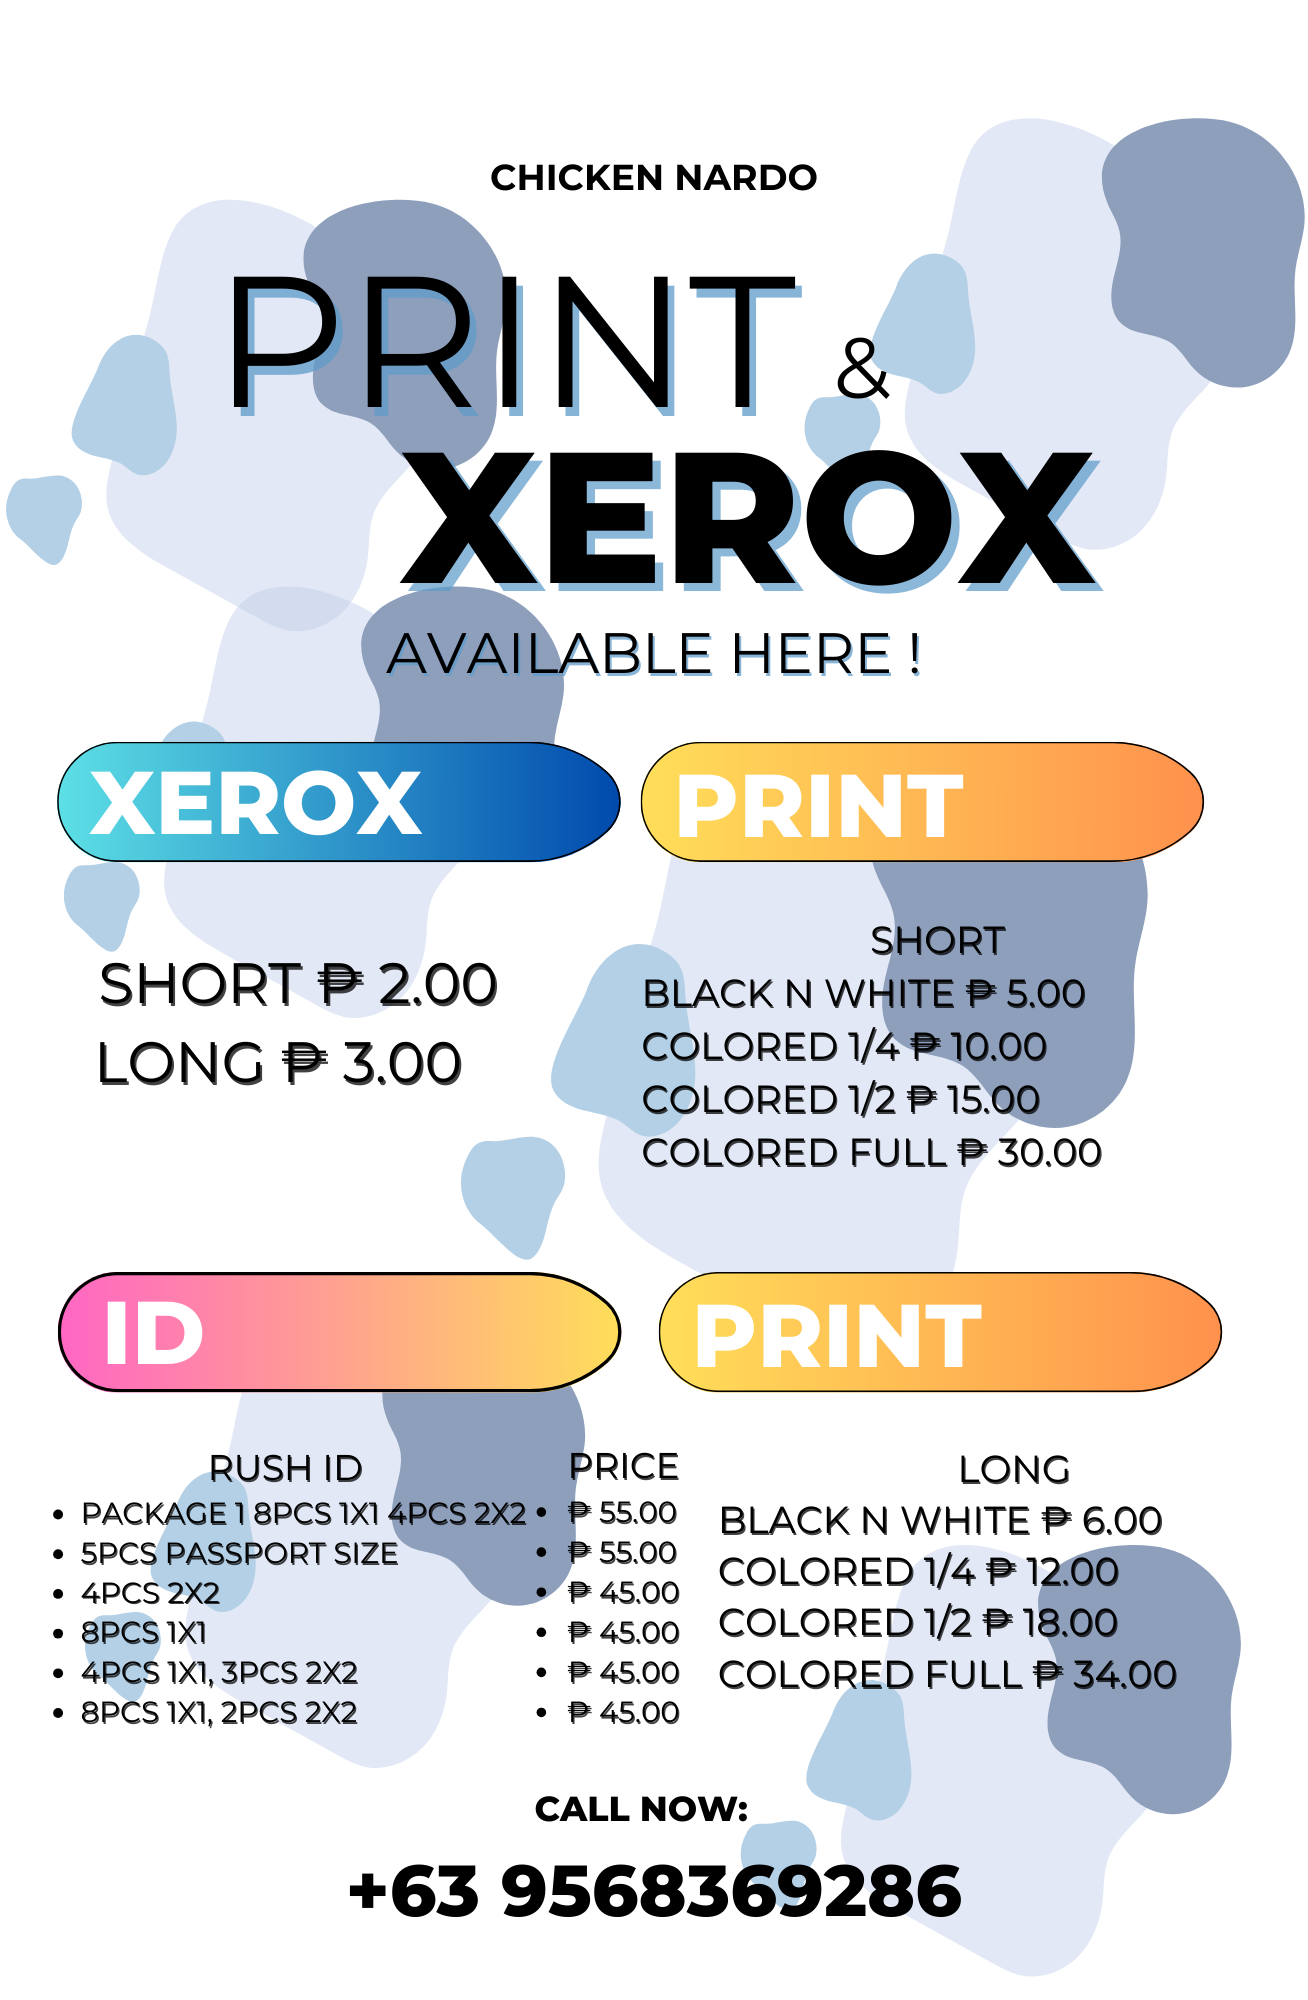 CHICKEN NARDO
PRINT &
XEROX
AVAILABLE HERE !
XEROX
SHORT ₱ 2.00
LONG ₱ 3.00
PRINT
SHORT
BLACK N WHITE ₱ 5.00
COLORED 1/4 ₱ 10.00
COLORED 1/2 ₱ 15.00
COLORED FULL ₱ 30.00
ID
RUSH ID PRICE
• PACKAGE 1 8PCS 1X1 4PCS 2X2 • ₱ 55.00
• 5PCS PASSPORT SIZE • ₱ 55.00
• 4PCS 2X2 • ₱ 45.00
• 8PCS 1X1 • ₱ 45.00
• 4PCS 1X1, 3PCS 2X2 • ₱ 45.00
• 8PCS 1X1, 2PCS 2X2 • ₱ 45.00
PRINT
LONG
BLACK N WHITE ₱ 6.00
COLORED 1/4 ₱ 12.00
COLORED 1/2 ₱ 18.00
COLORED FULL ₱ 34.00
CALL NOW:
+63 9568369286